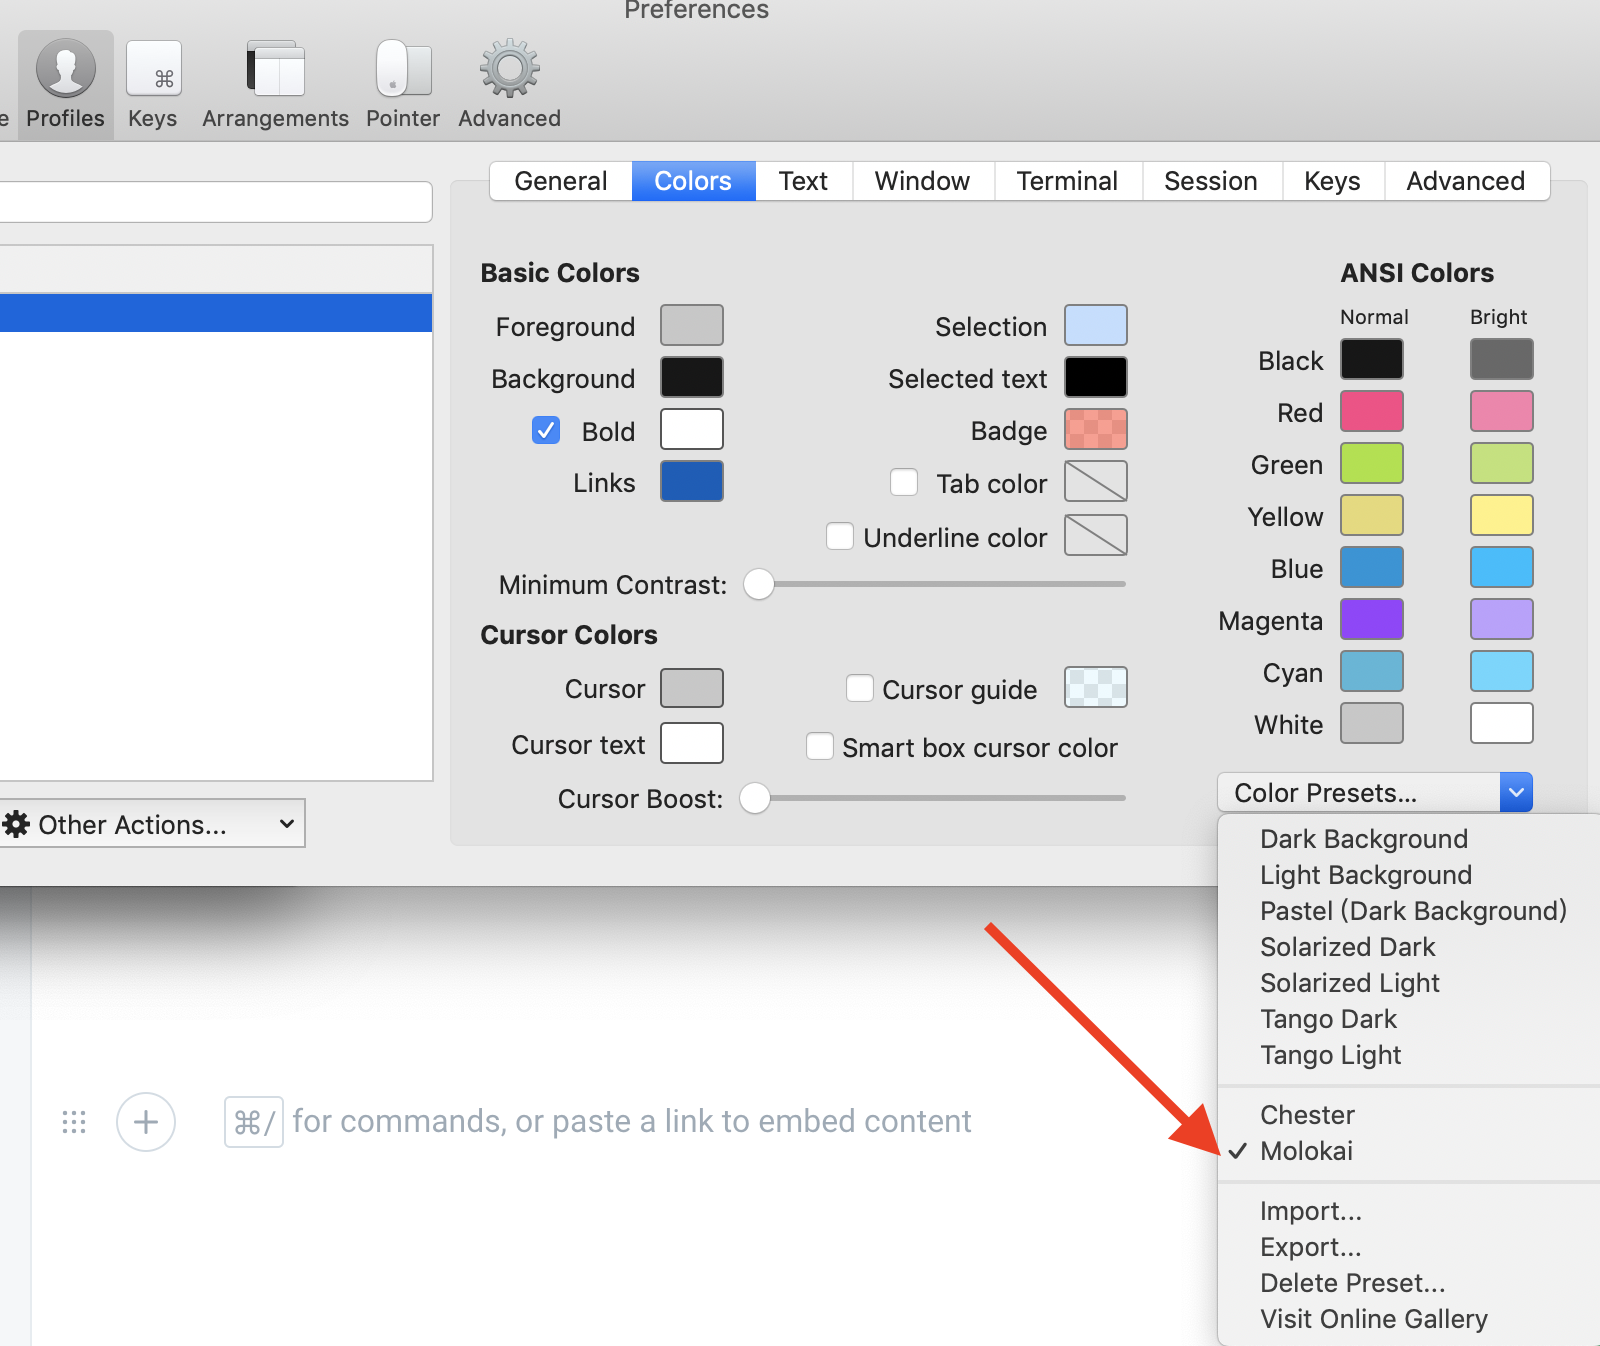 Preferences
e Profiles Keys Arrangements Pointer Advanced
General Colors Text Window Terminal Session Keys Advanced
Basic Colors
ANSI Colors
Normal Bright
Foreground
Selection
Black
Background
Selected text
Red
Bold
Badge
Green
Links
Tab color
Yellow
Underline color
Blue
Minimum Contrast:
Magenta
Cursor Colors
Cursor
Cursor guide
Cyan
Cursor text
Smart box cursor color
White
Cursor Boost:
Color Presets...
Other Actions...
Dark Background
Light Background
Pastel (Dark Background)
Solarized Dark
Solarized Light
Tango Dark
Tango Light
Chester
✓ Molokai
Import...
Export...
Delete Preset...
Visit Online Gallery
⌘/ for commands, or paste a link to embed content